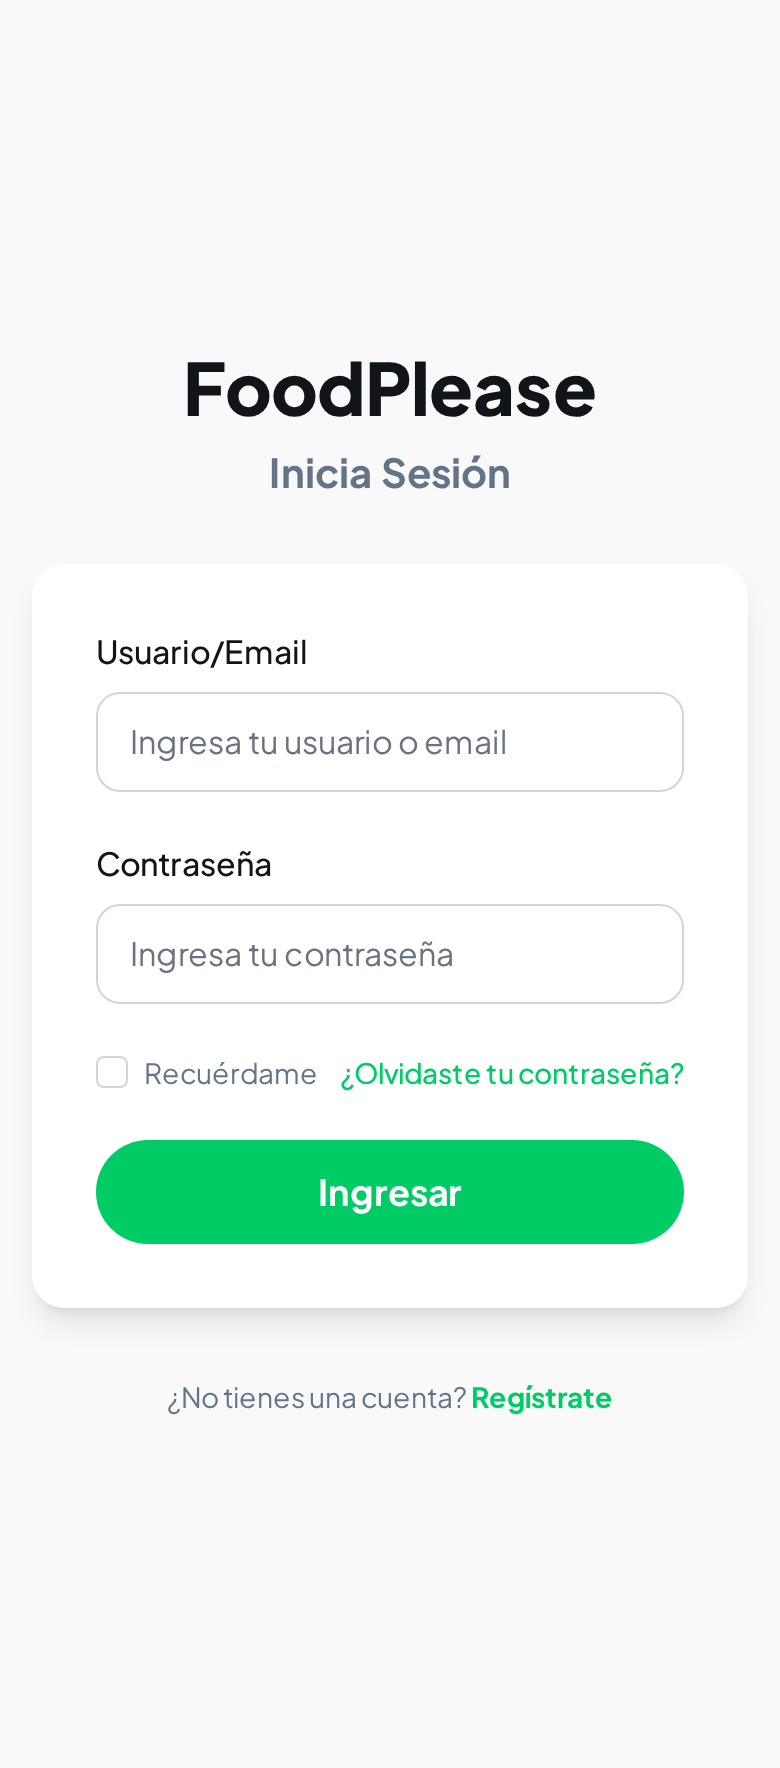 FoodPlease
Inicia Sesión
Usuario/Email
Ingresa tu usuario o email
Contraseña
Ingresa tu contraseña
Recuérdame ¿Olvidaste tu contraseña?
Ingresar
¿No tienes una cuenta? Regístrate